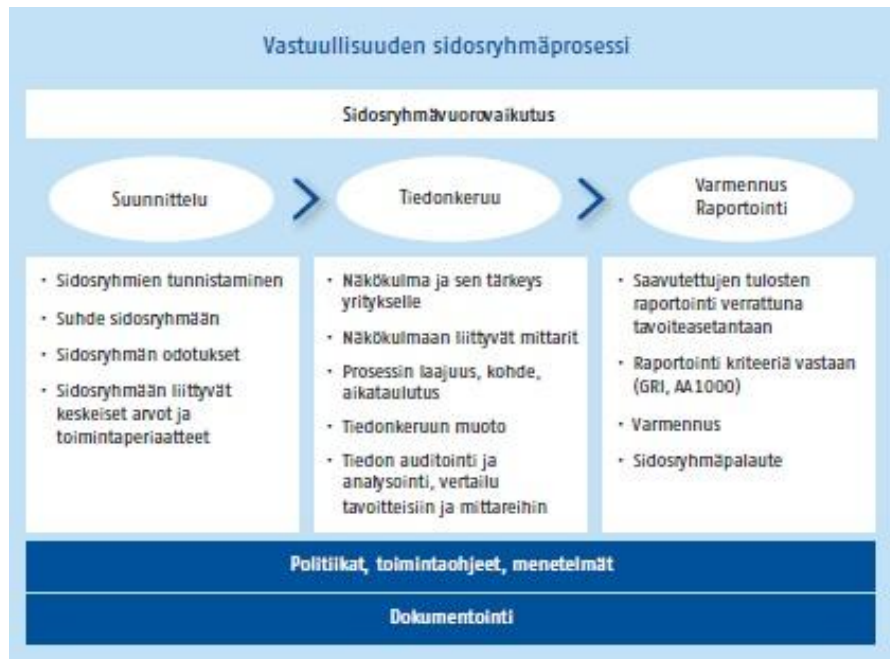 Vastuullisuuden sidosryhmäprosessi
Sidosryhmävuorovaikutus
Suunnittelu
Tiedonkeruu
Varmennus
Raportointi
• Sidosryhmien tunnistaminen
• Suhde sidosryhmään
• Sidosryhmän odotukset
• Sidosryhmään liittyvät
keskeiset arvot ja
toimintaperiaatteet
• Näkökulma ja sen tärkeys
yritykselle
• Näkökulmaan liittyvät mittarit
• Prosessin laajuus, kohde,
aikataulutus
• Tiedonkeruun muoto
• Tiedon auditointi ja
analysointi, vertailu
tavoitteisiin ja mittareihin
• Saavutettujen tulosten
raportointi verrattuna
tavoiteasetantaan
• Raportointi kriteeriä vastaan
(GRI, AA1000)
• Varmennus
• Sidosryhmäpalaute
Politiikat, toimintaohjeet, menetelmät
Dokumentointi